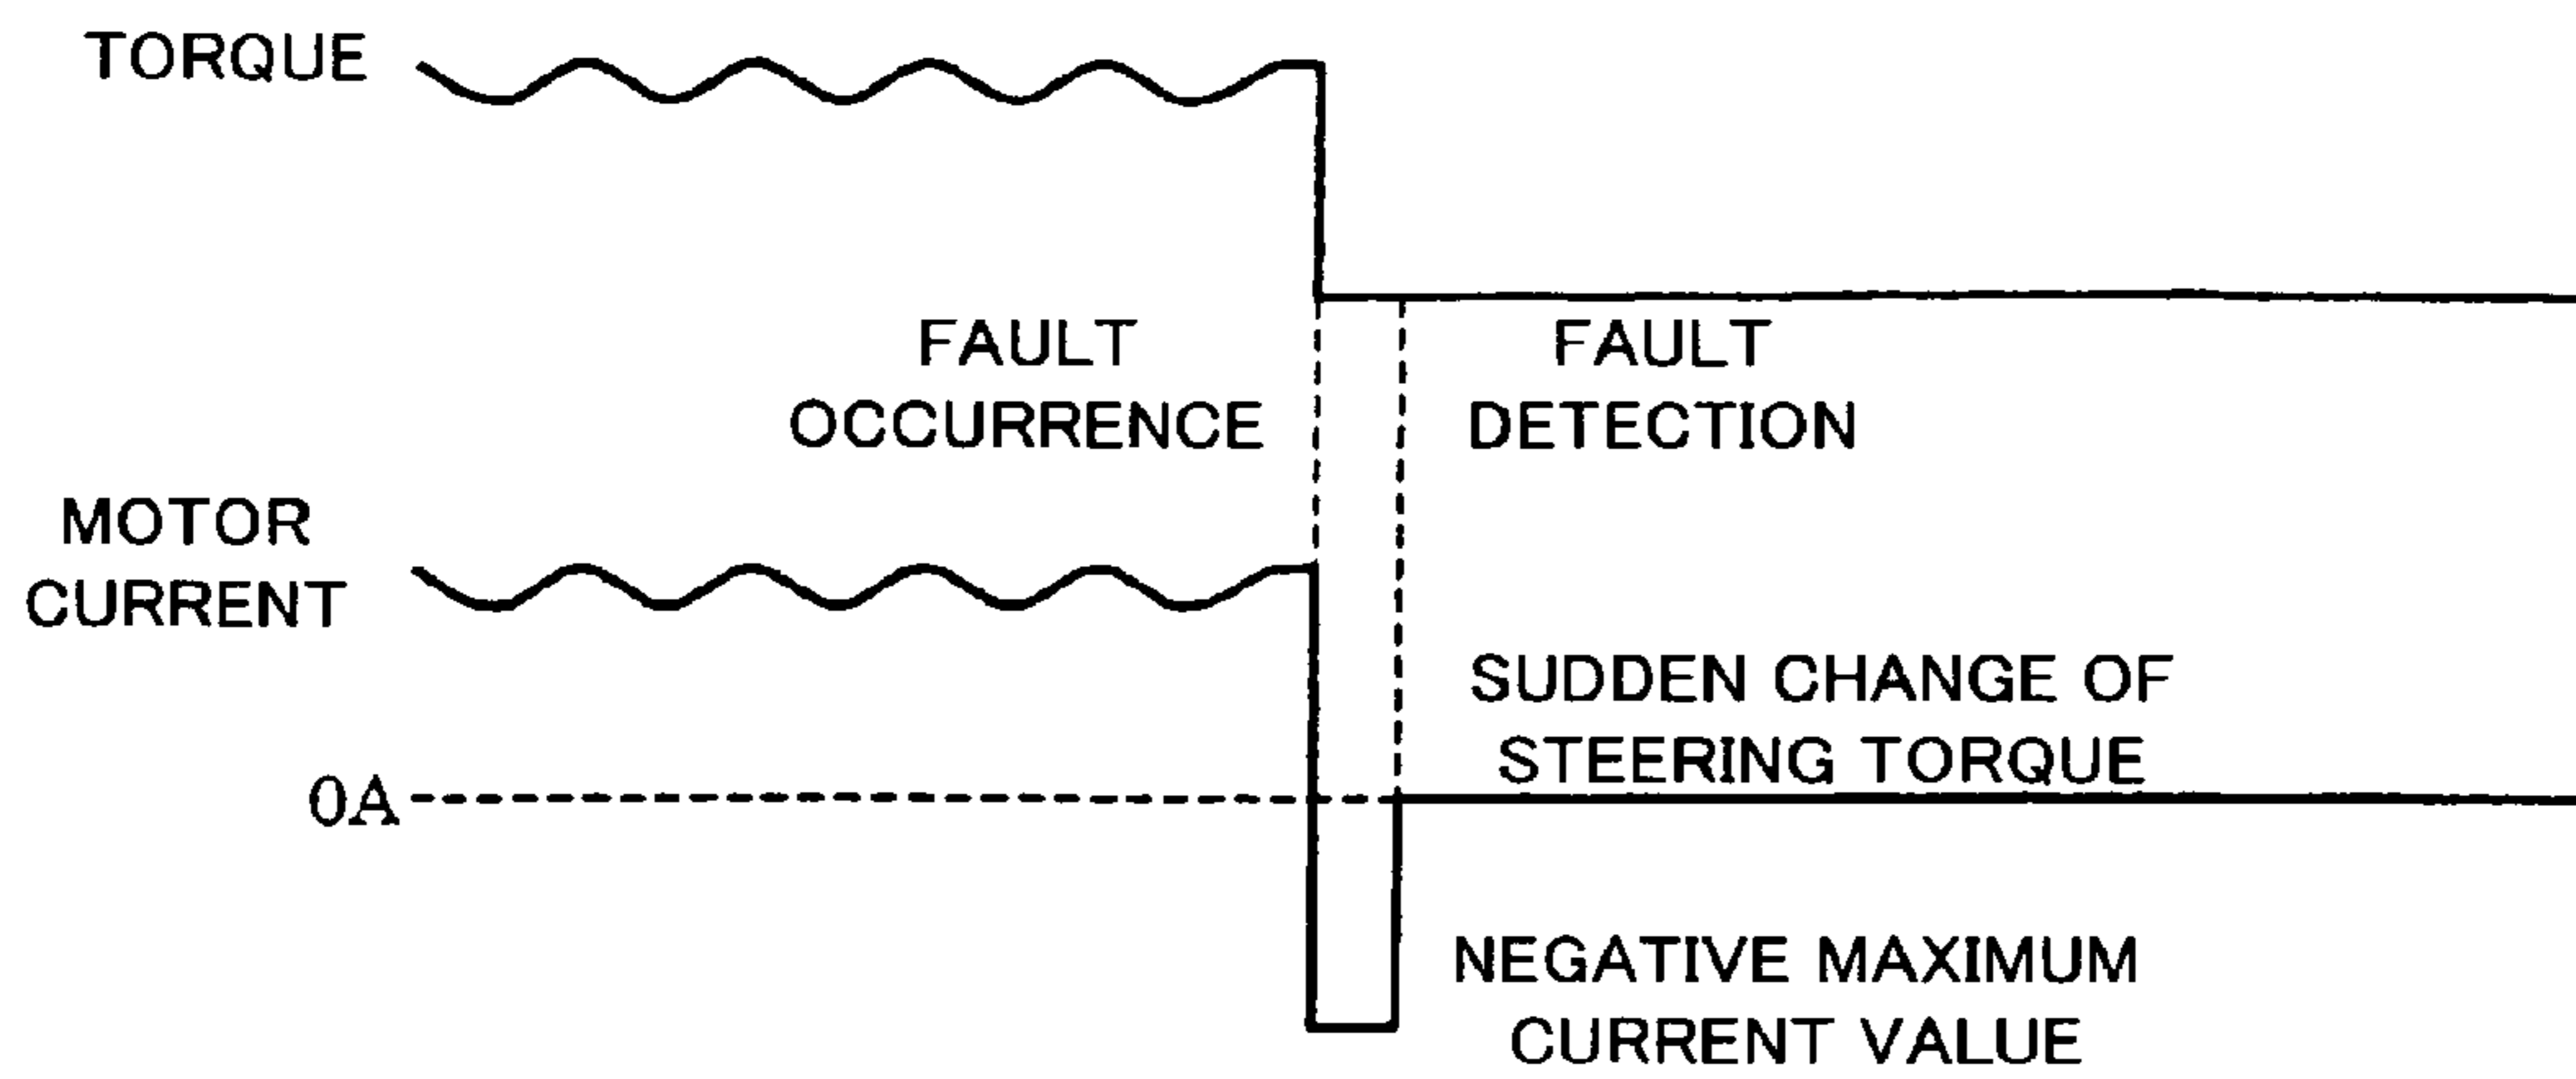 TORQUE
FAULT
OCCURRENCE
FAULT
DETECTION
MOTOR
CURRENT
SUDDEN CHANGE OF
STEERING TORQUE
0A
NEGATIVE MAXIMUM
CURRENT VALUE